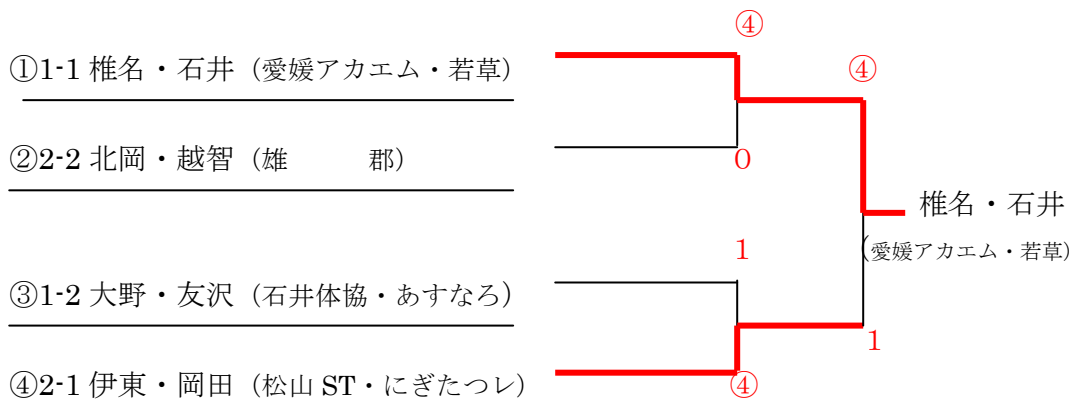 ④
①1-1 椎名・石井（愛媛アカエム・若草）
④
②2-2 北岡・越智（雄　　　郡）
0
椎名・石井
1
（愛媛アカエム・若草）
③1-2 大野・友沢（石井体協・あすなろ）
1
④2-1 伊東・岡田（松山 ST・にぎたつレ）
④